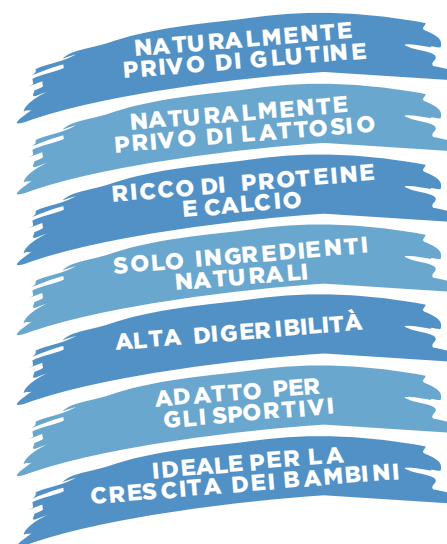 NATURALMENTE
PRIVO DI GLUTINE
NATURALMENTE
PRIVO DI LATTOSIO
RICCO DI PROTEINE
E CALCIO
SOLO INGREDIENTI
NATURALI
ALTA DIGERIBILITÀ
ADATTO PER
GLI SPORTIVI
IDEALE PER LA
CRESCITA DEI BAMBINI